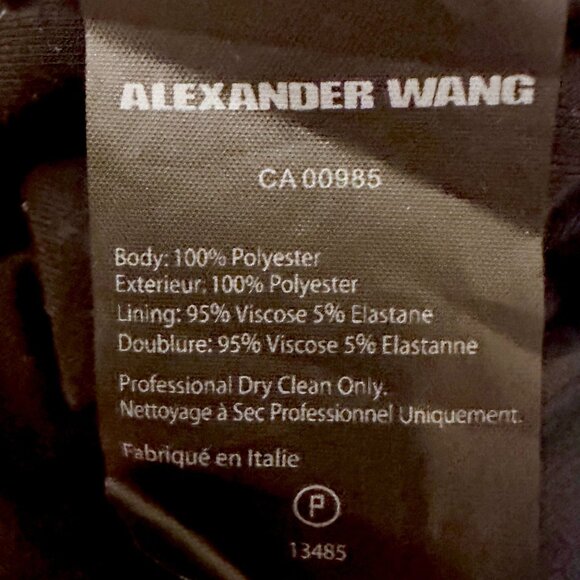 ALEXANDER WANG
CA 00985
Body: 100% Polyester
Exterieur: 100% Polyester
Lining: 95% Viscose 5% Elastane
Doublure: 95% Viscose 5% Elastanne
Professional Dry Clean Only.
Nettoyage à Sec Professionnel Uniquement.
Fabriqué en Italie
P
13485